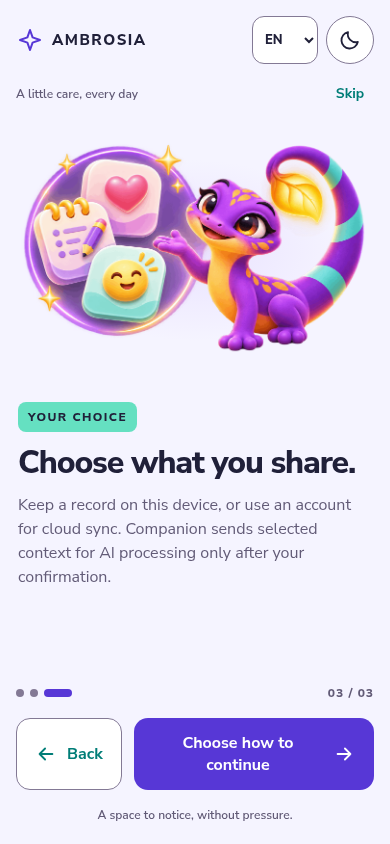 AMBROSIA
EN
A little care, every day
Skip
YOUR CHOICE
Choose what you share.
Keep a record on this device, or use an account
for cloud sync. Companion sends selected
context for AI processing only after your
confirmation.
03 / 03
Back
Choose how to
continue
A space to notice, without pressure.